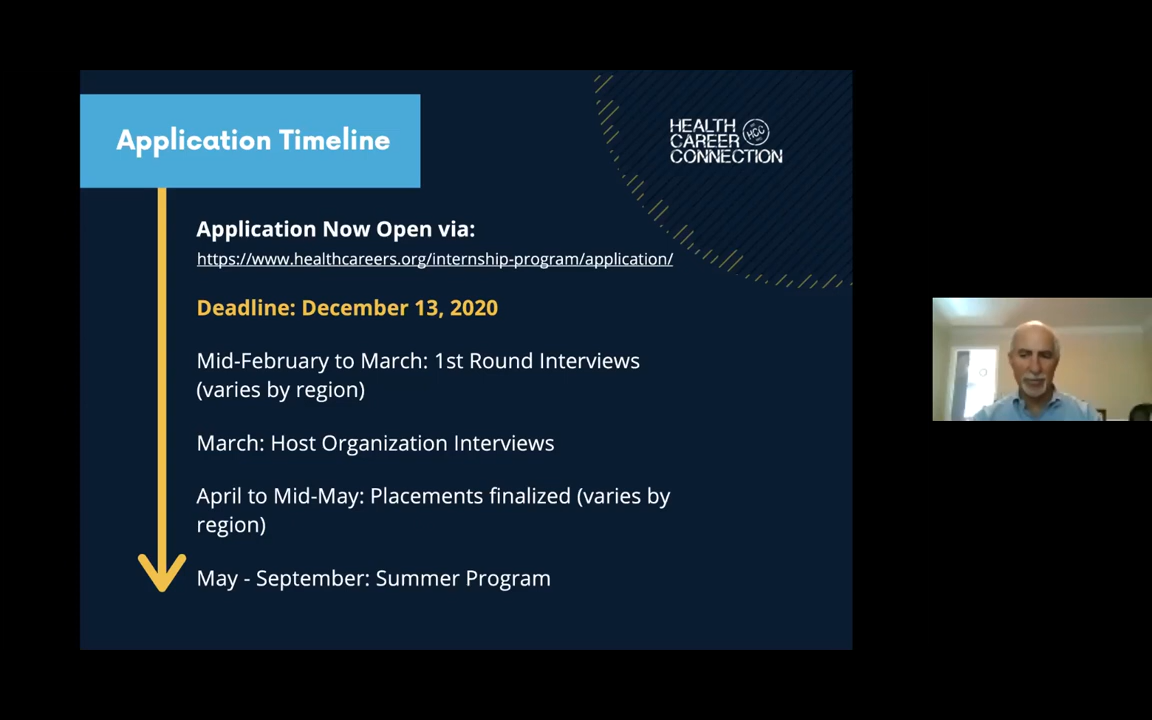 Application Timeline
HEALTH
CAREER HCC
CONNECTION
Application Now Open via:
https://www.healthcareers.org/internship-program/application/
Deadline: December 13, 2020
Mid-February to March: 1st Round Interviews
(varies by region)
March: Host Organization Interviews
April to Mid-May: Placements finalized (varies by
region)
May - September: Summer Program